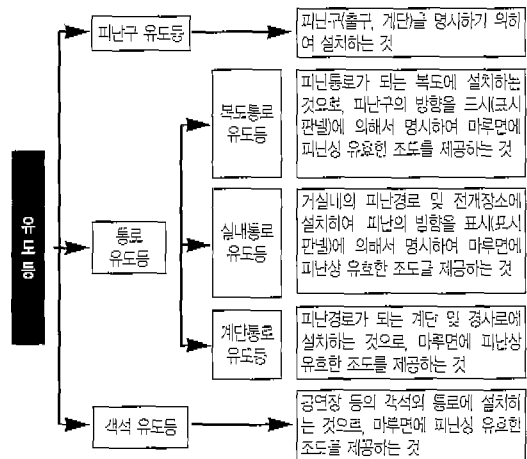 유도등
피난구 유도등
피난구(출구, 계단)을 명시하기 위하
여 설치하는 것
통로
유도등
복도통로
유도등
피난통로가 되는 복도에 설치하는
것으로, 피난구의 방향을 표시(표시
판넬)에 의해서 명시하여 마루면에
피난상 유효한 조도를 제공하는 것
실내통로
유도등
거실내의 피난경로 및 전개장소에
설치하여 피난의 방향을 표시(표시
판넬)에 의해서 명시하여 마루면에
피난상 유효한 조도를 제공하는 것
계단통로
유도등
피난경로가 되는 계단 및 경사로에
설치하는 것으로, 마루면에 피난상
유효한 조도를 제공하는 것
객석 유도등
공연장 등의 객석의 통로에 설치하
는 것으로, 마루면에 피난상 유효한
조도를 제공하는 것